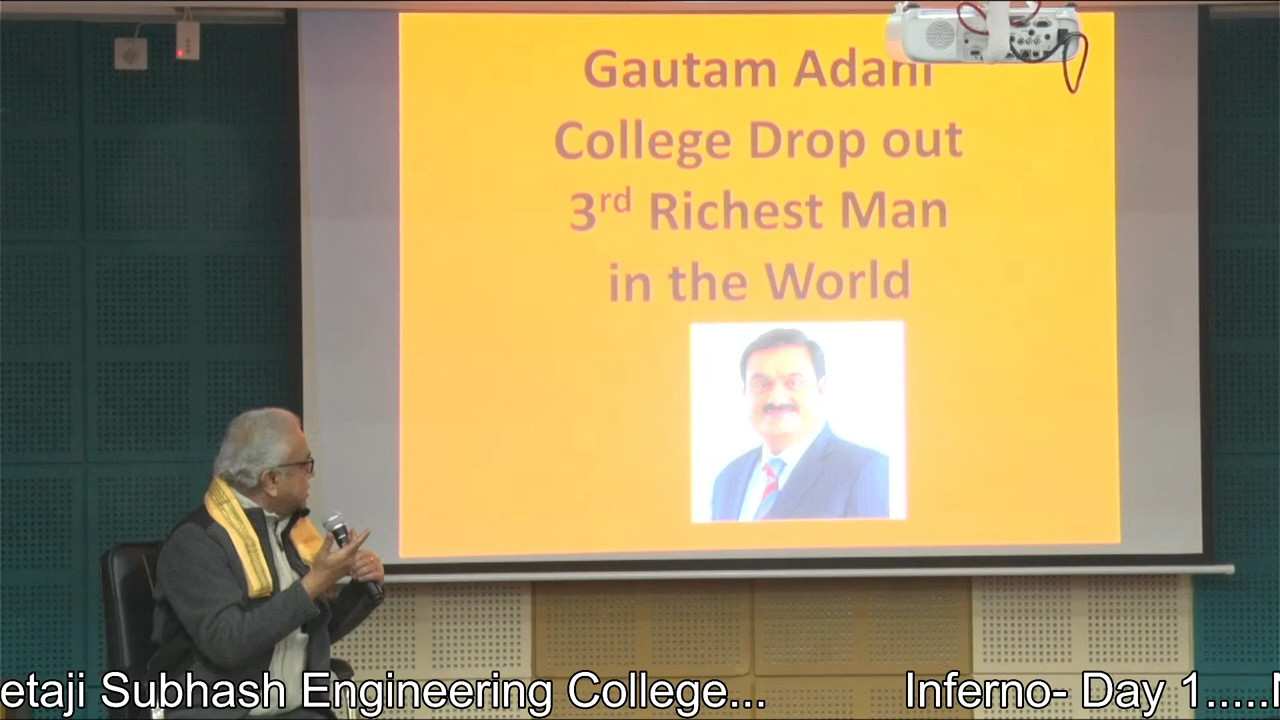 Gautam Adani
College Drop out
3rd Richest Man
in the World
etaji Subhash Engineering College... Inferno- Day 1.....